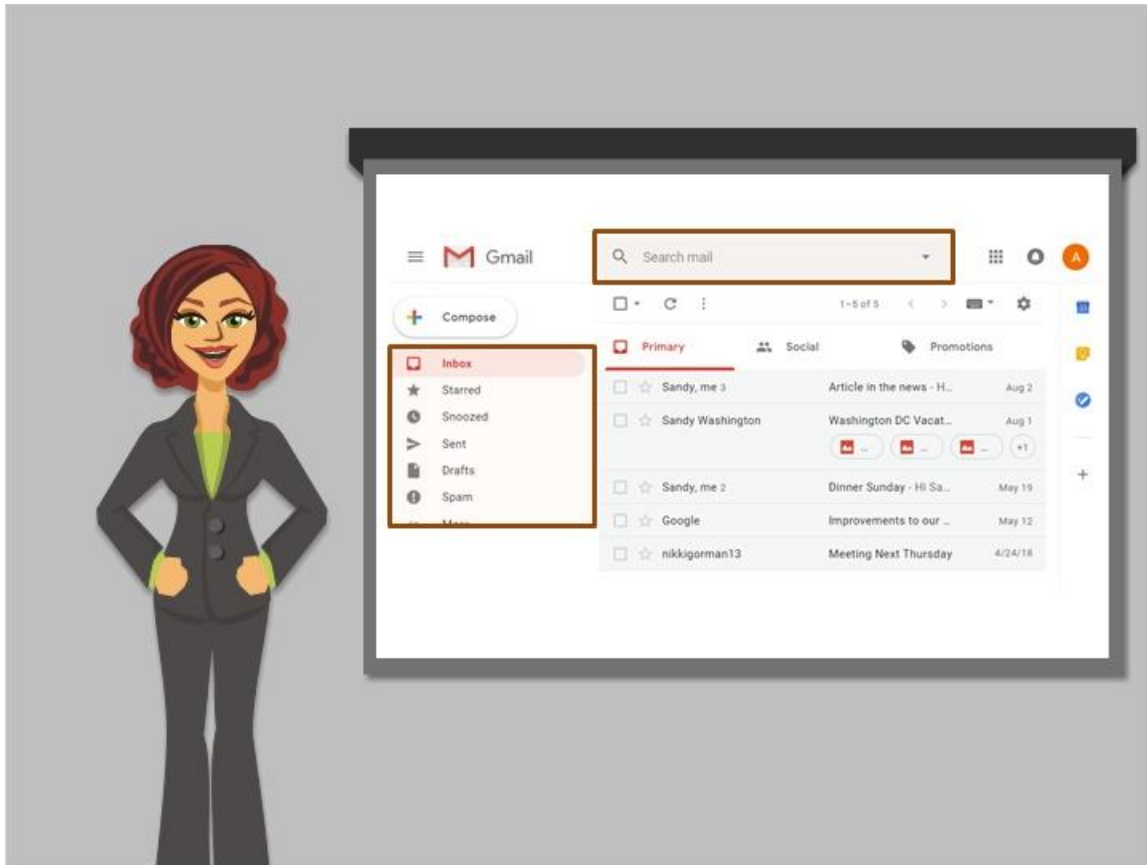 Gmail
Search mail
A
Compose
1-5 of 5
Primary Social Promotions
Inbox
Starred
Snoozed
Sent
Drafts
Spam
More
Sandy, me 3 Article in the news - H... Aug 2
Sandy Washington Washington DC Vacat... Aug 1
... ... ... +1
Sandy, me 2 Dinner Sunday - Hi Sa... May 19
Google Improvements to our ... May 12
nikkigorman13 Meeting Next Thursday 4/24/18